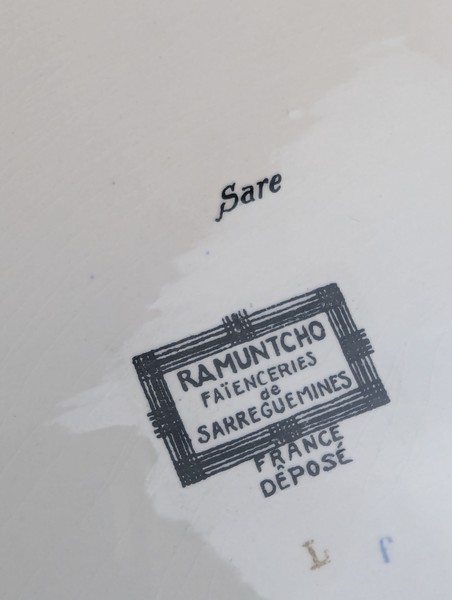 Sare
RAMUNTCHO
FAÏENCERIES
de
SARREGUEMINES
FRANCE
DÉPOSÉ
L